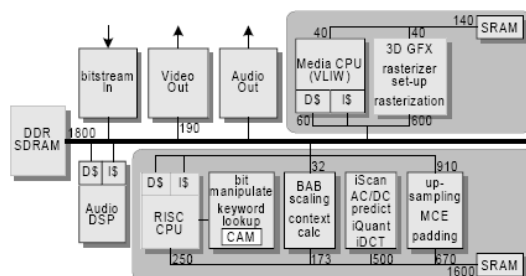 140
SRAM
40
40
bitstream
In
Video
Out
Audio
Out
Media CPU
(VLIW)
D$ I$
3D GFX
rasterizer
set-up
rasterization
DDR
SDRAM
1800
190
60
600
D$ I$
Audio
DSP
32
910
D$ I$
RISC
CPU
bit
manipulate
keyword
lookup
CAM
BAB
scaling
context
calc
iScan
AC/DC
predict
iQuant
iDCT
up-
sampling
MCE
padding
250
173
1500
670
1600
SRAM